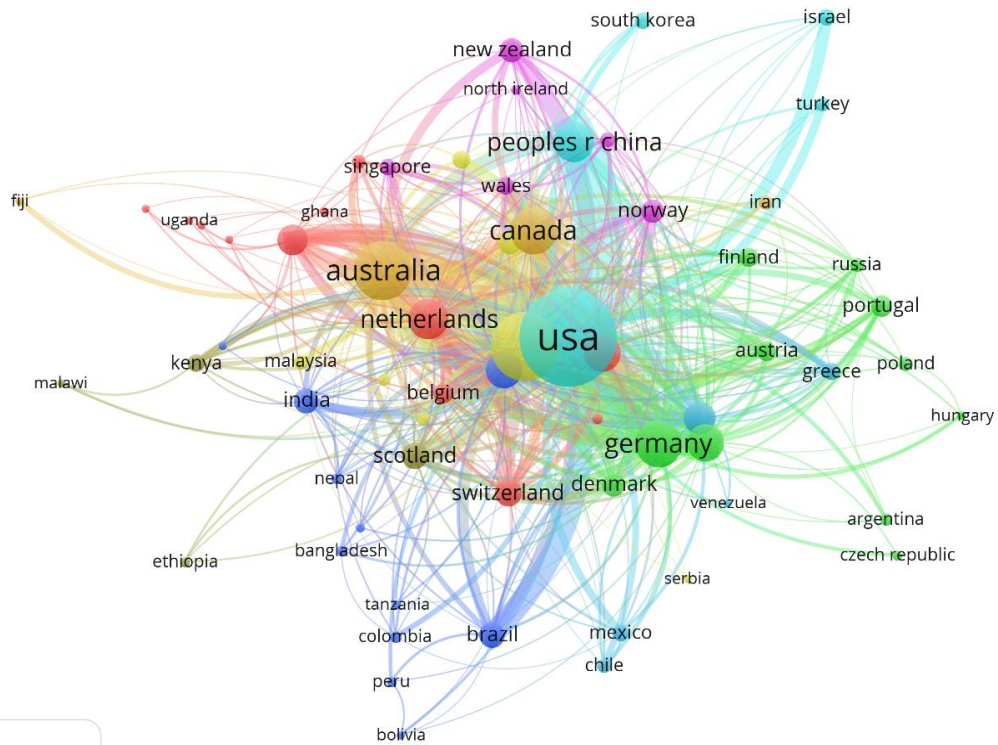 south korea
israel
new zealand
north ireland
turkey
peoples r china
singapore
wales
fiji
uganda
ghana
norway
iran
canada
australia
finland
russia
portugal
netherlands
usa
kenya
malaysia
austria
greece
poland
malawi
india
belgium
hungary
scotland
germany
nepal
switzerland
denmark
venezuela
argentina
bangladesh
czech republic
ethiopia
serbia
tanzania
colombia
brazil
mexico
chile
peru
bolivia